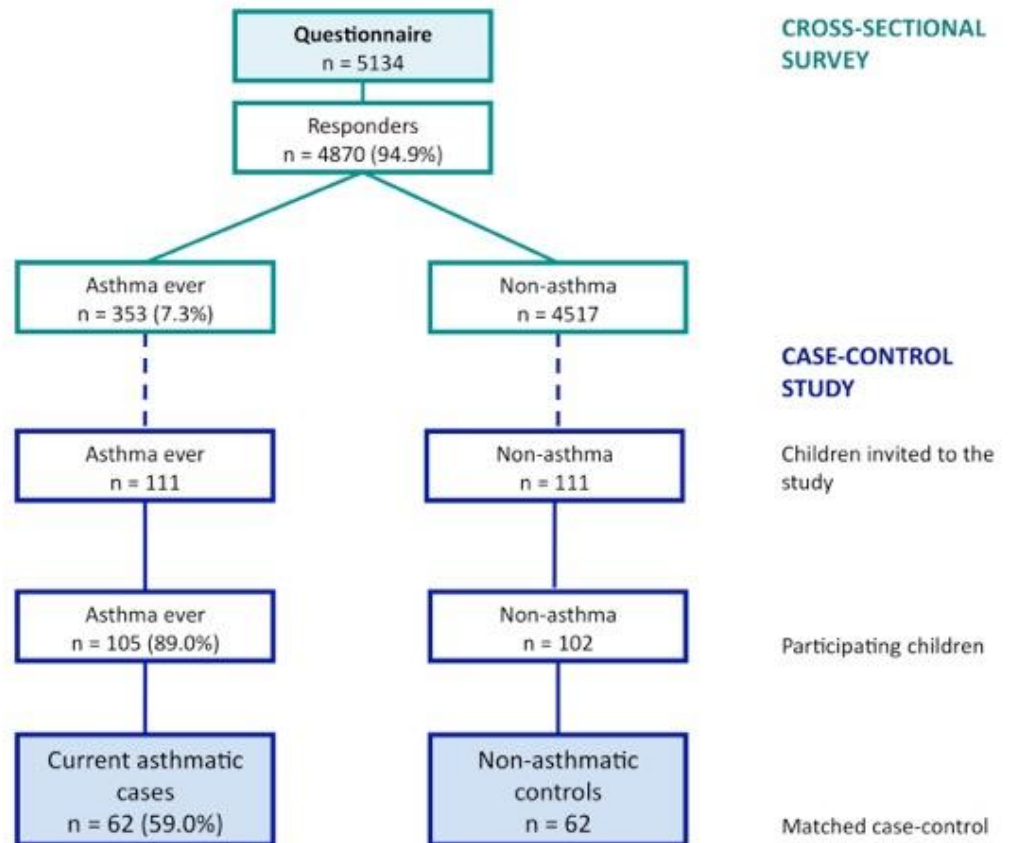 Questionnaire
n = 5134
CROSS-SECTIONAL
SURVEY
Responders
n = 4870 (94.9%)
Asthma ever
n = 353 (7.3%)
Non-asthma
n = 4517
CASE-CONTROL
STUDY
Asthma ever
n = 111
Non-asthma
n = 111
Children invited to the
study
Asthma ever
n = 105 (89.0%)
Non-asthma
n = 102
Participating children
Current asthmatic
cases
n = 62 (59.0%)
Non-asthmatic
controls
n = 62
Matched case-control